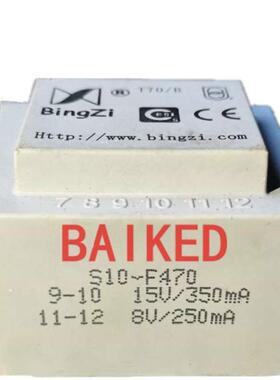 ® T70/B
BingZi
CE
Http://www.bingzi.com
7 8 9 10 11 12
BAIKED
S10~F470
9-10 15V/350mA
11-12 8V/250mA